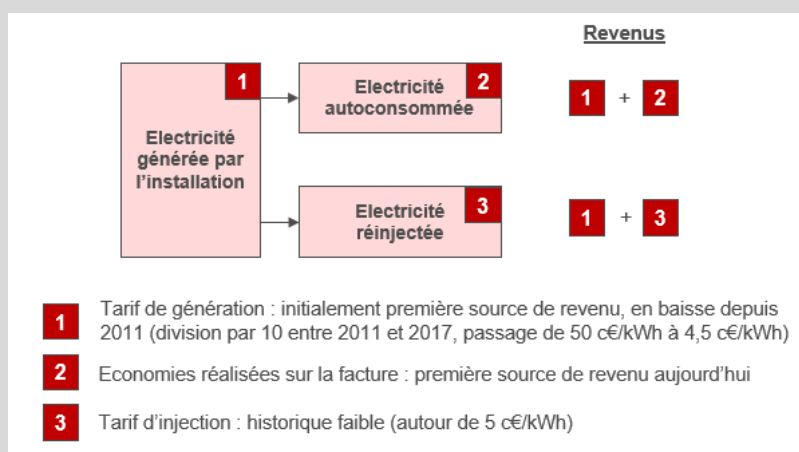 Revenus
1
Electricité
générée par
l'installation
Electricité
autoconsommée
2
1 + 2
Electricité
réinjectée
3
1 + 3
1 Tarif de génération : initialement première source de revenu, en baisse depuis
2011 (division par 10 entre 2011 et 2017, passage de 50 c€/kWh à 4,5 c€/kWh)
2 Economies réalisées sur la facture : première source de revenu aujourd'hui
3 Tarif d'injection : historique faible (autour de 5 c€/kWh)